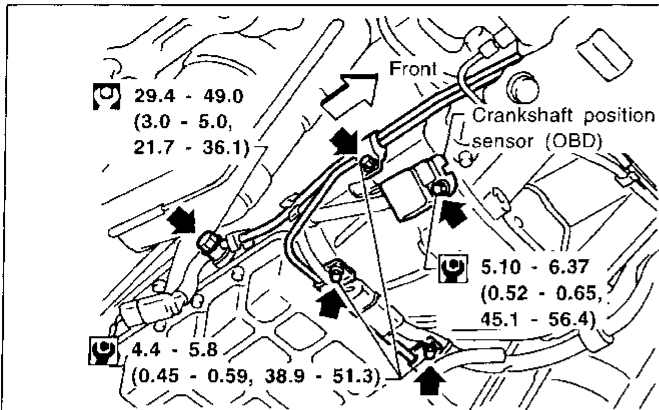 29.4 - 49.0
(3.0 - 5.0,
21.7 - 36.1)
Front
Crankshaft position
sensor (OBD)
5.10 - 6.37
(0.52 - 0.65,
45.1 - 56.4)
4.4 - 5.8
(0.45 - 0.59, 38.9 - 51.3)